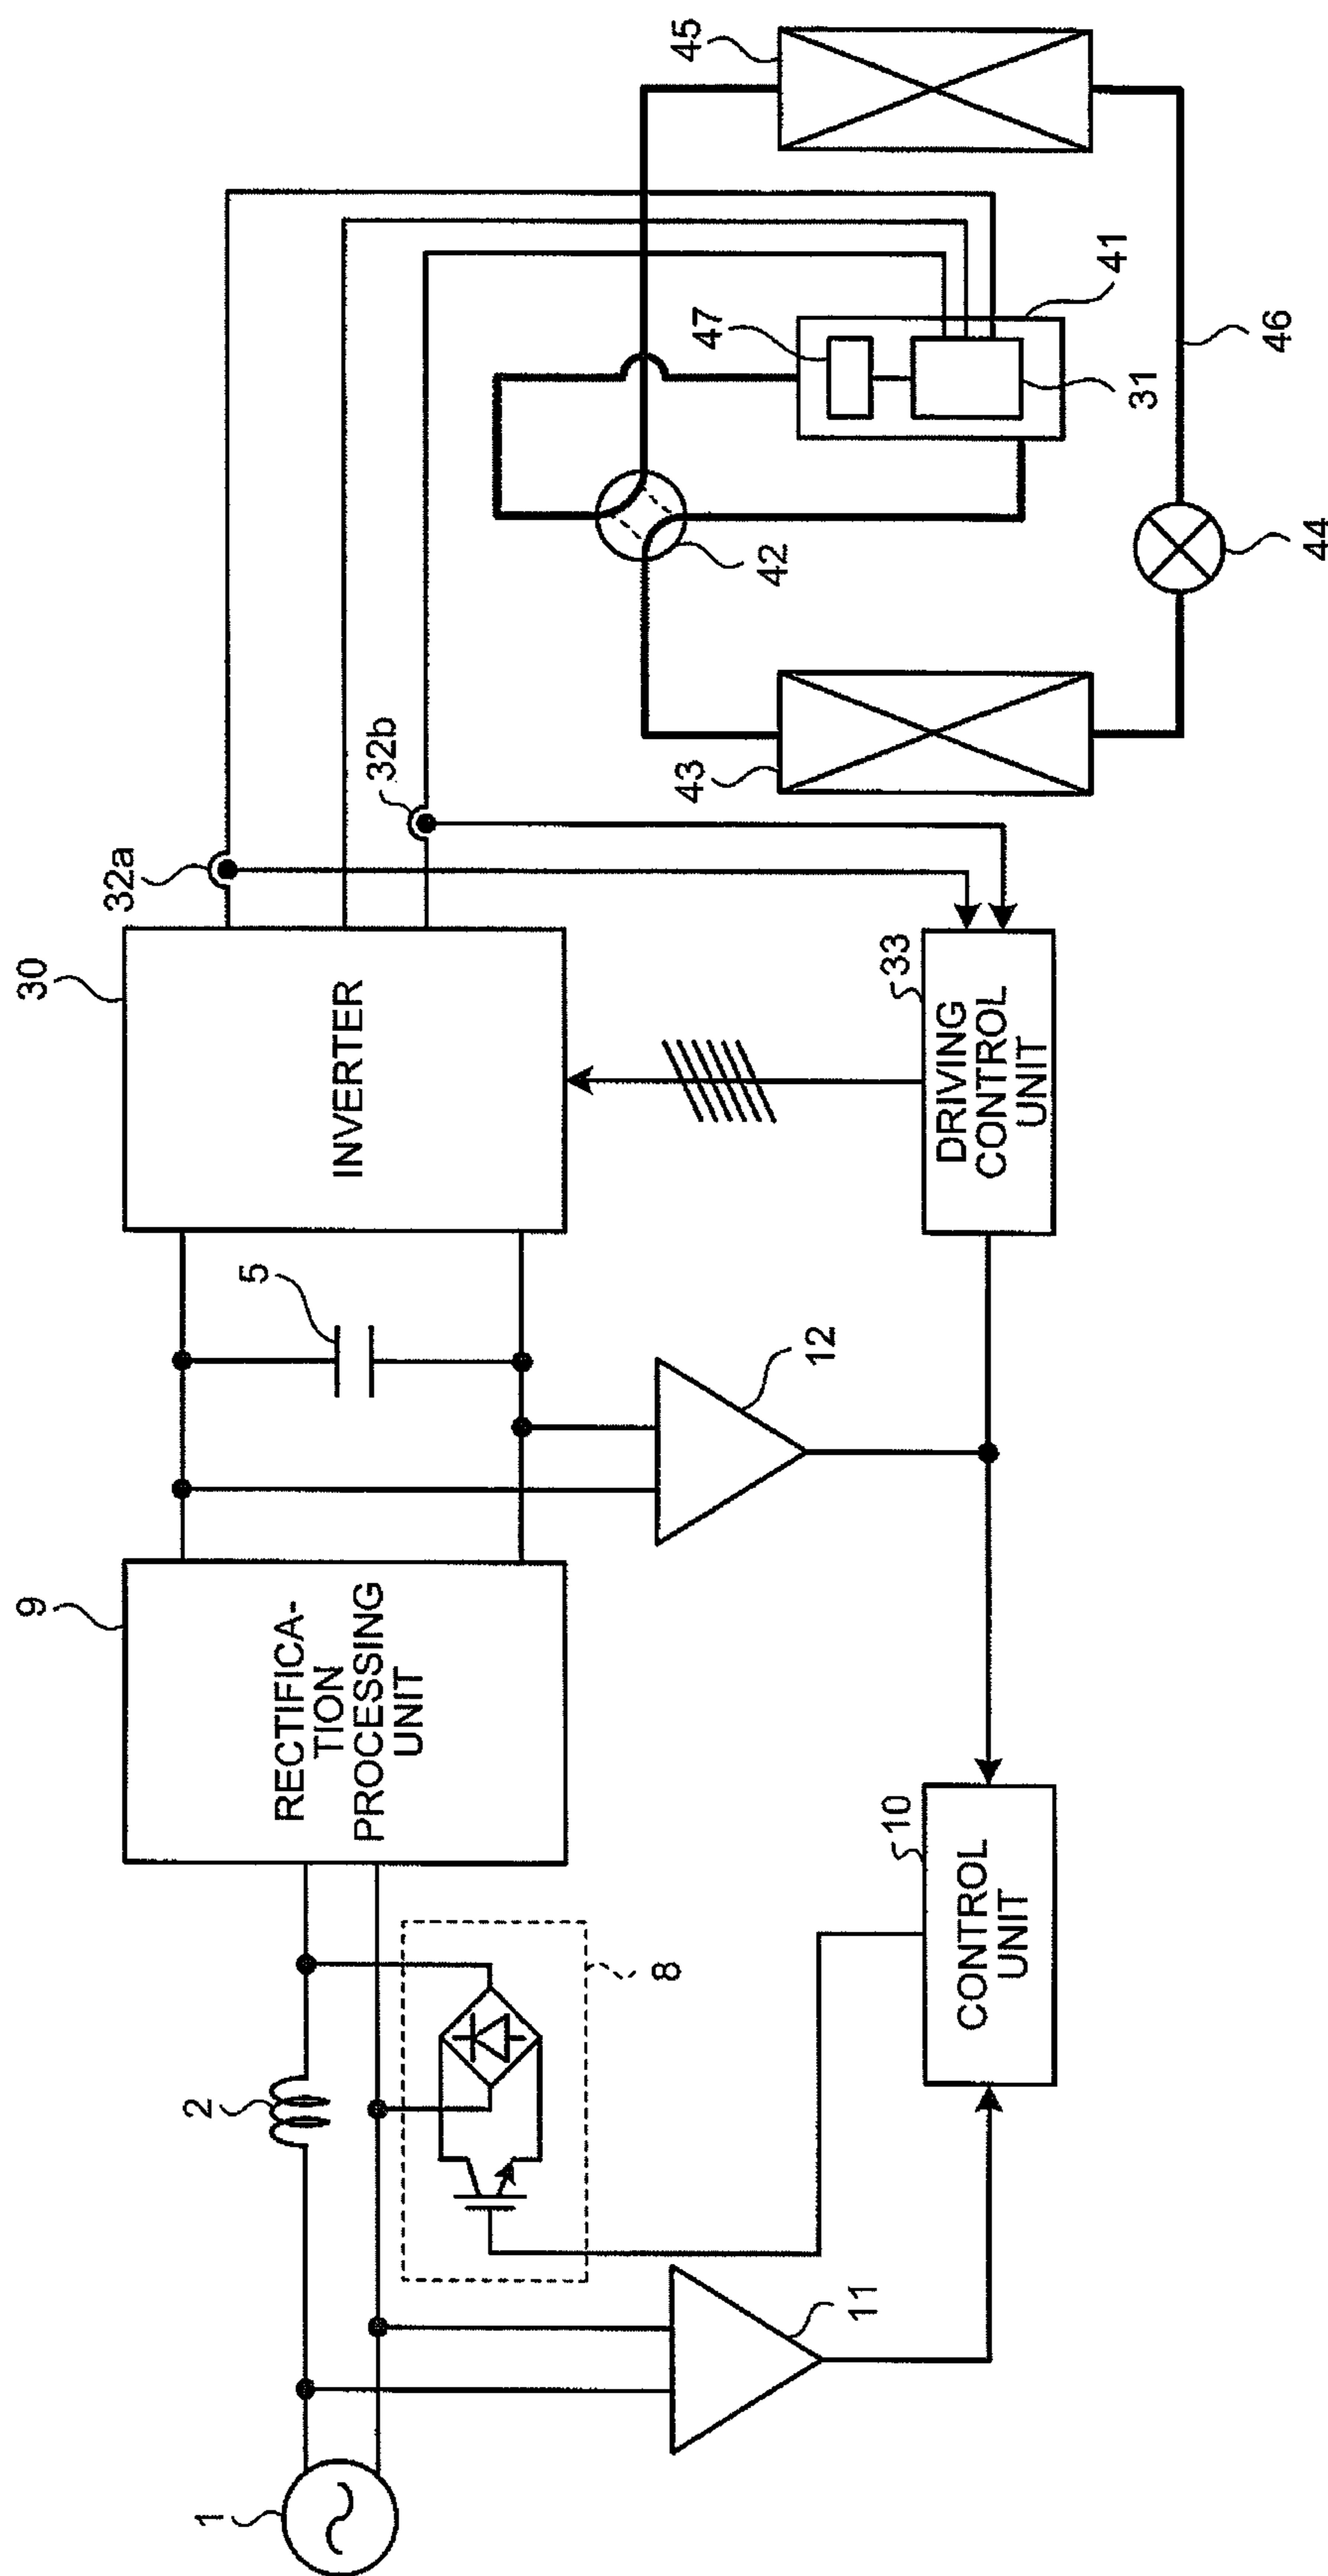 1
2
8
9
RECTIFICA-
TION
PROCESSING
UNIT
5
30
INVERTER
32a
32b
11
12
10
CONTROL
UNIT
33
DRIVING
CONTROL
UNIT
42
47
41
31
43
45
44
46